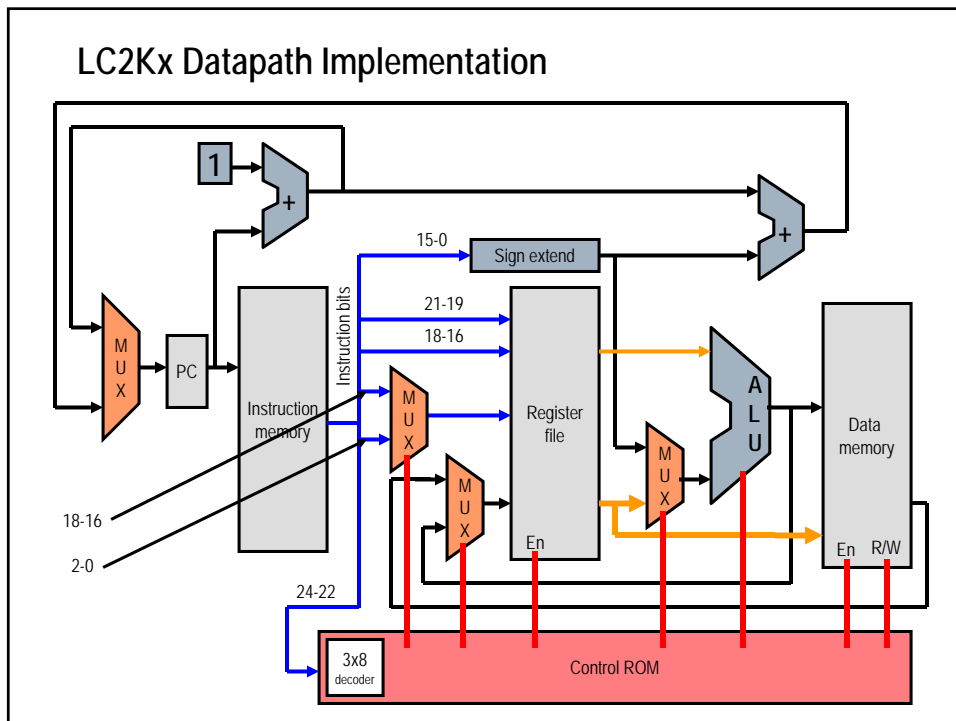 LC2Kx Datapath Implementation
1
+
+
15-0
Sign extend
Instruction bits
21-19
18-16
M
U
X
PC
Instruction
memory
M
U
X
Register
file
A
L
U
Data
memory
M
U
X
M
U
X
18-16
2-0
En
En
R/W
24-22
3x8
decoder
Control ROM